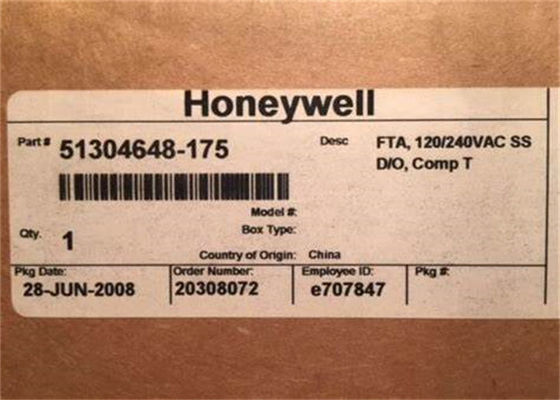 Honeywell
Part# 51304648-175 Desc FTA, 120/240VAC SS
D/O, Comp T
Model #:
Qty. 1 Box Type:
Country of Origin: China
Pkg Date: Order Number: Employee ID: Pkg #:
28-JUN-2008 20308072 e707847